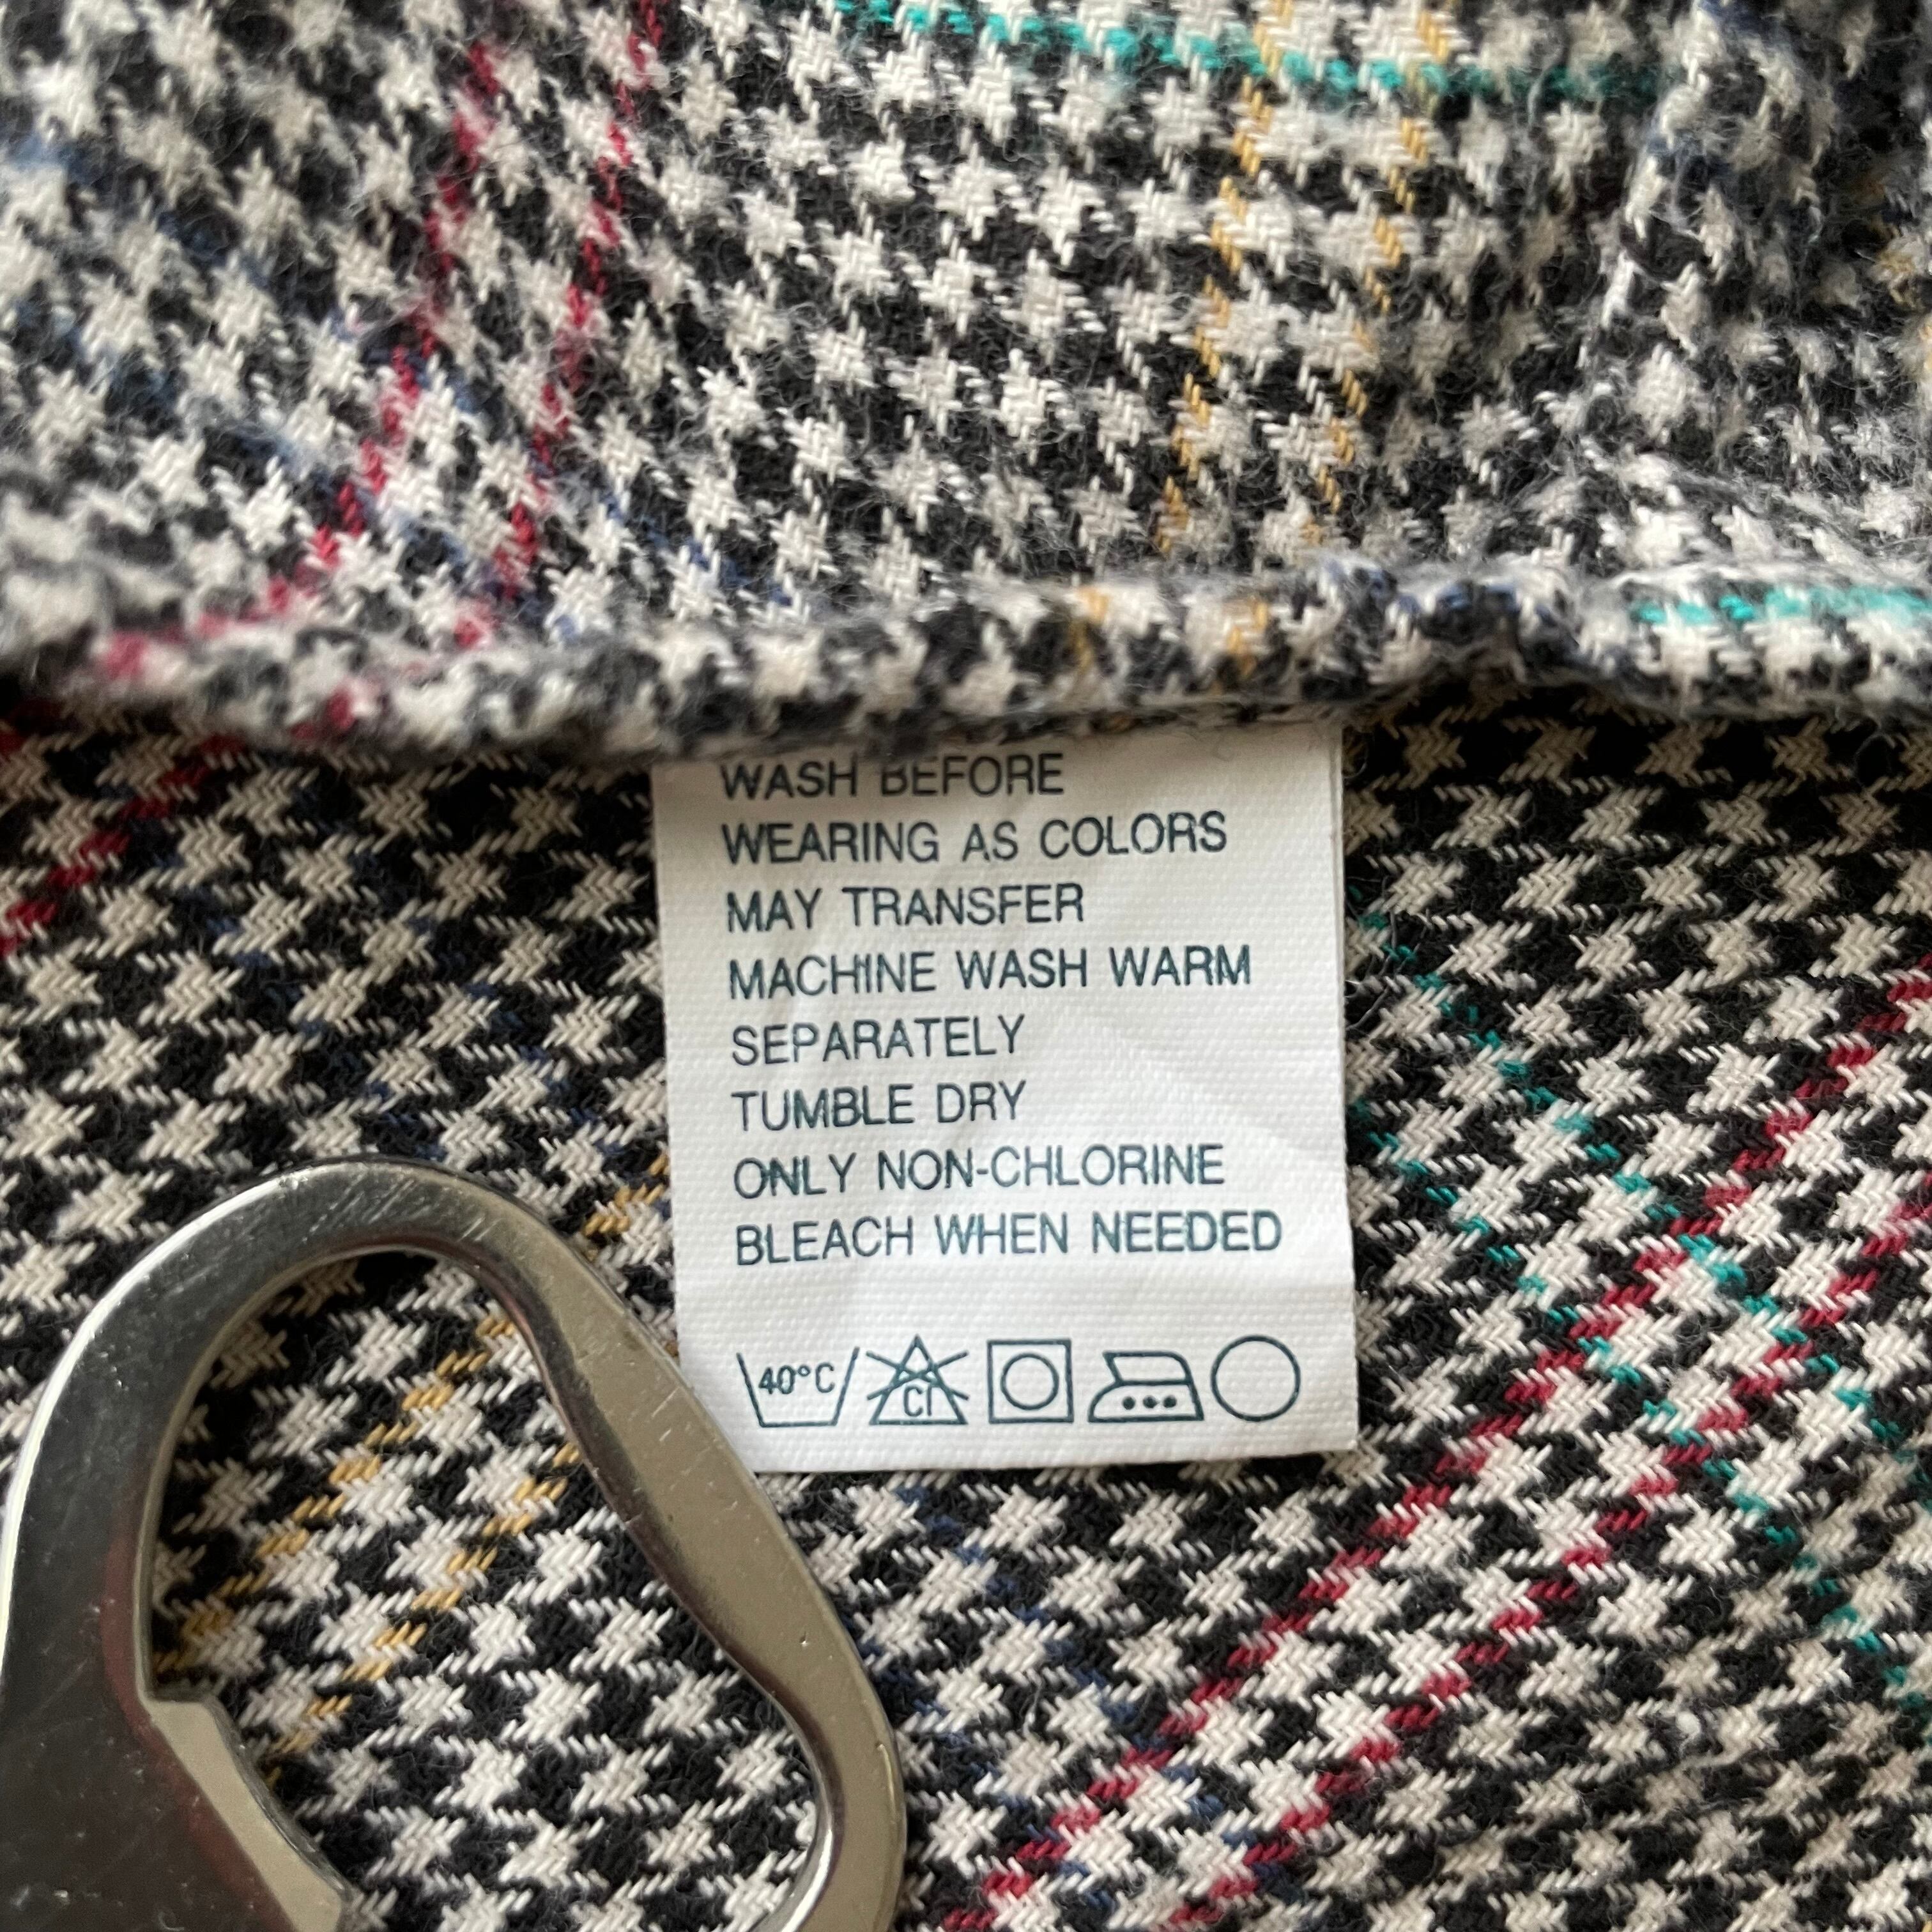 WASH BEFORE
WEARING AS COLORS
MAY TRANSFER
MACHINE WASH WARM
SEPARATELY
TUMBLE DRY
ONLY NON-CHLORINE
BLEACH WHEN NEEDED
40°C Cl